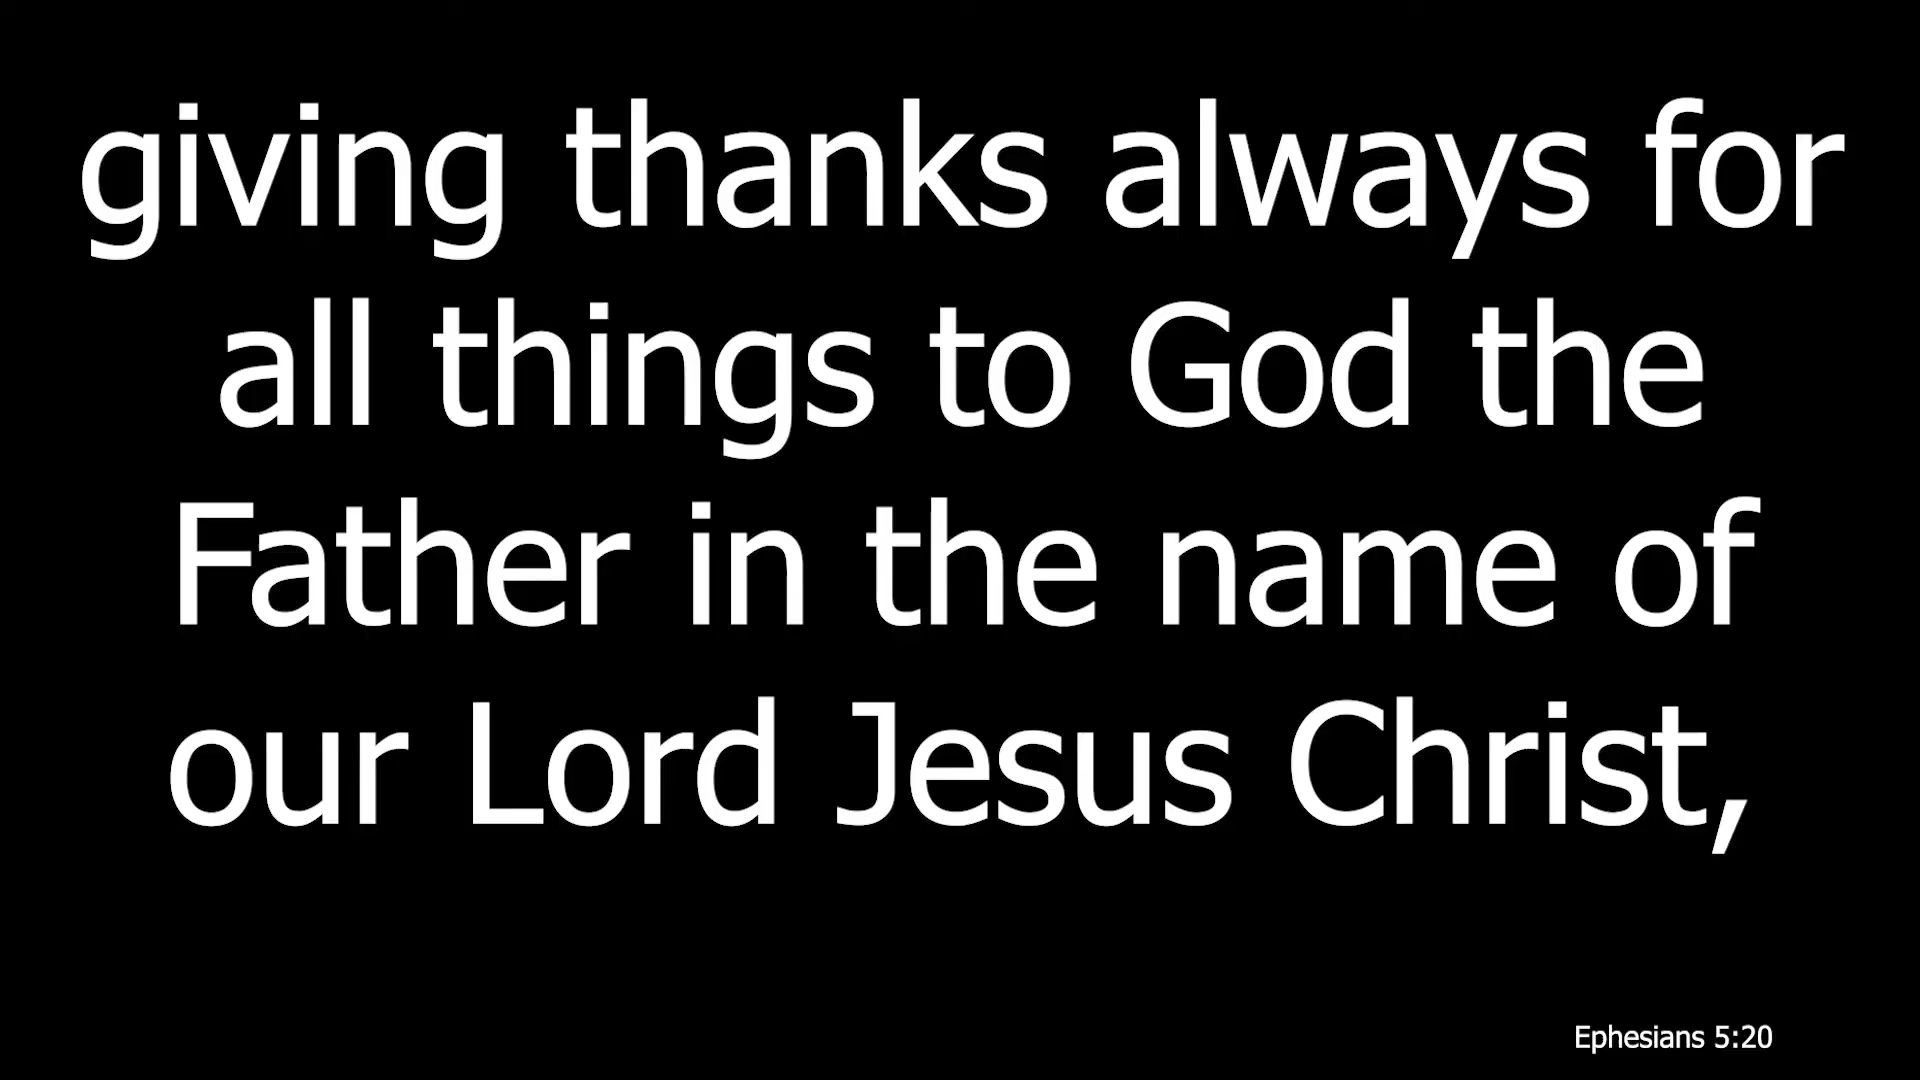 giving thanks always for
all things to God the
Father in the name of
our Lord Jesus Christ,
Ephesians 5:20